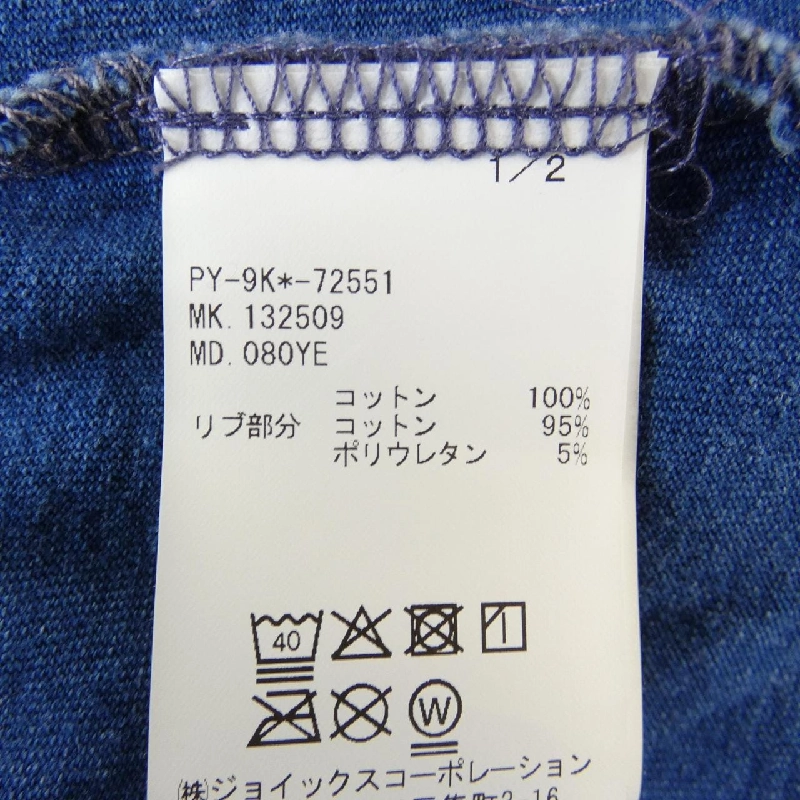 1/2
PY-9K*-72551
MK. 132509
MD. 080YE
コットン 100%
リブ部分 コットン 95%
ポリウレタン 5%
40
W
㈱ジョイックスコーポレーション
2-16